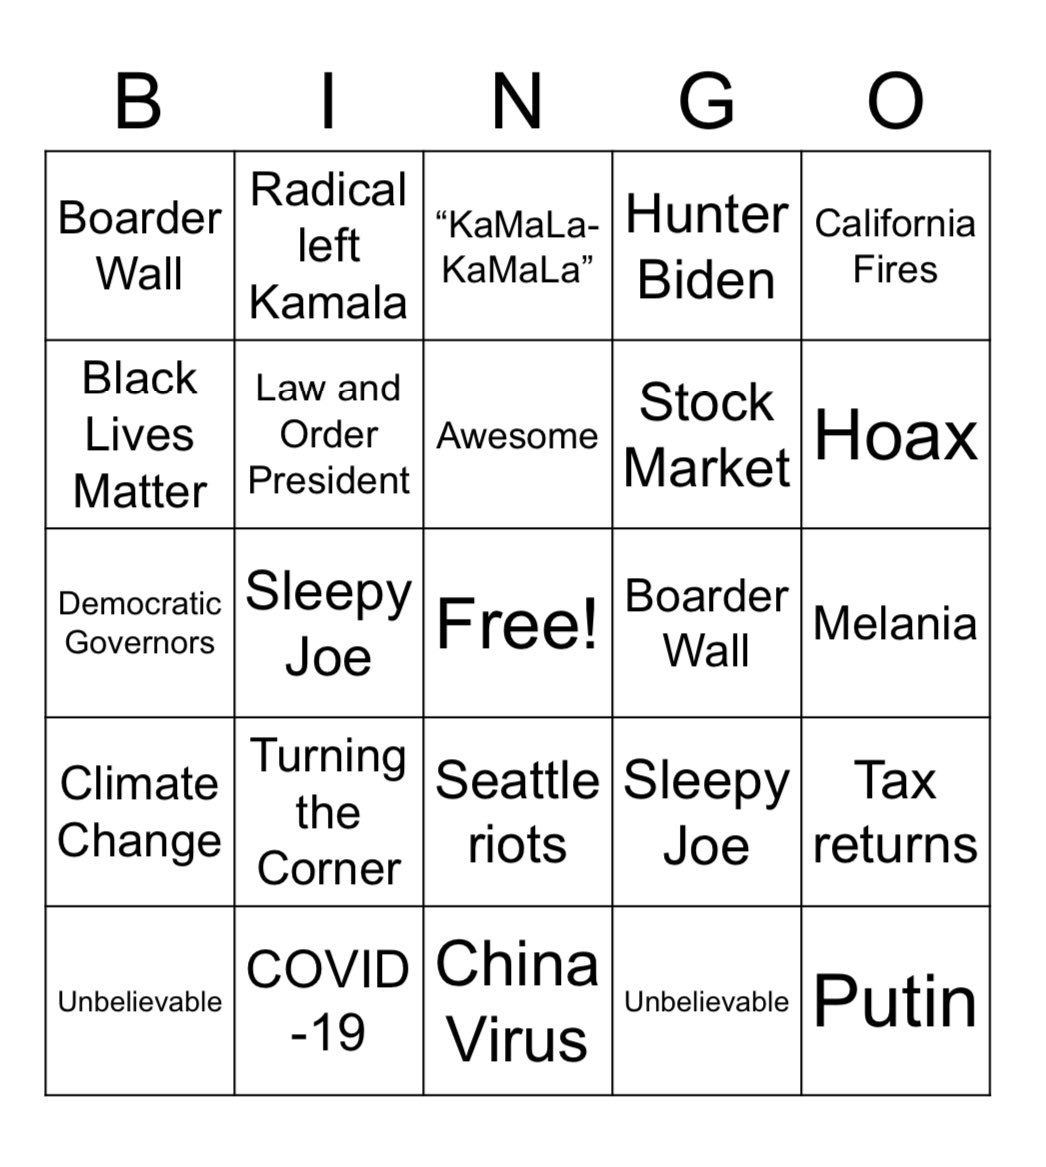 B I N G O
Boarder
Wall
Radical
left
Kamala
“KaMaLa-
KaMaLa”
Hunter
Biden
California
Fires
Black
Lives
Matter
Law and
Order
President
Awesome
Stock
Market
Hoax
Democratic
Governors
Sleepy
Joe
Free!
Boarder
Wall
Melania
Climate
Change
Turning
the
Corner
Seattle
riots
Sleepy
Joe
Tax
returns
Unbelievable
COVID
-19
China
Virus
Unbelievable
Putin